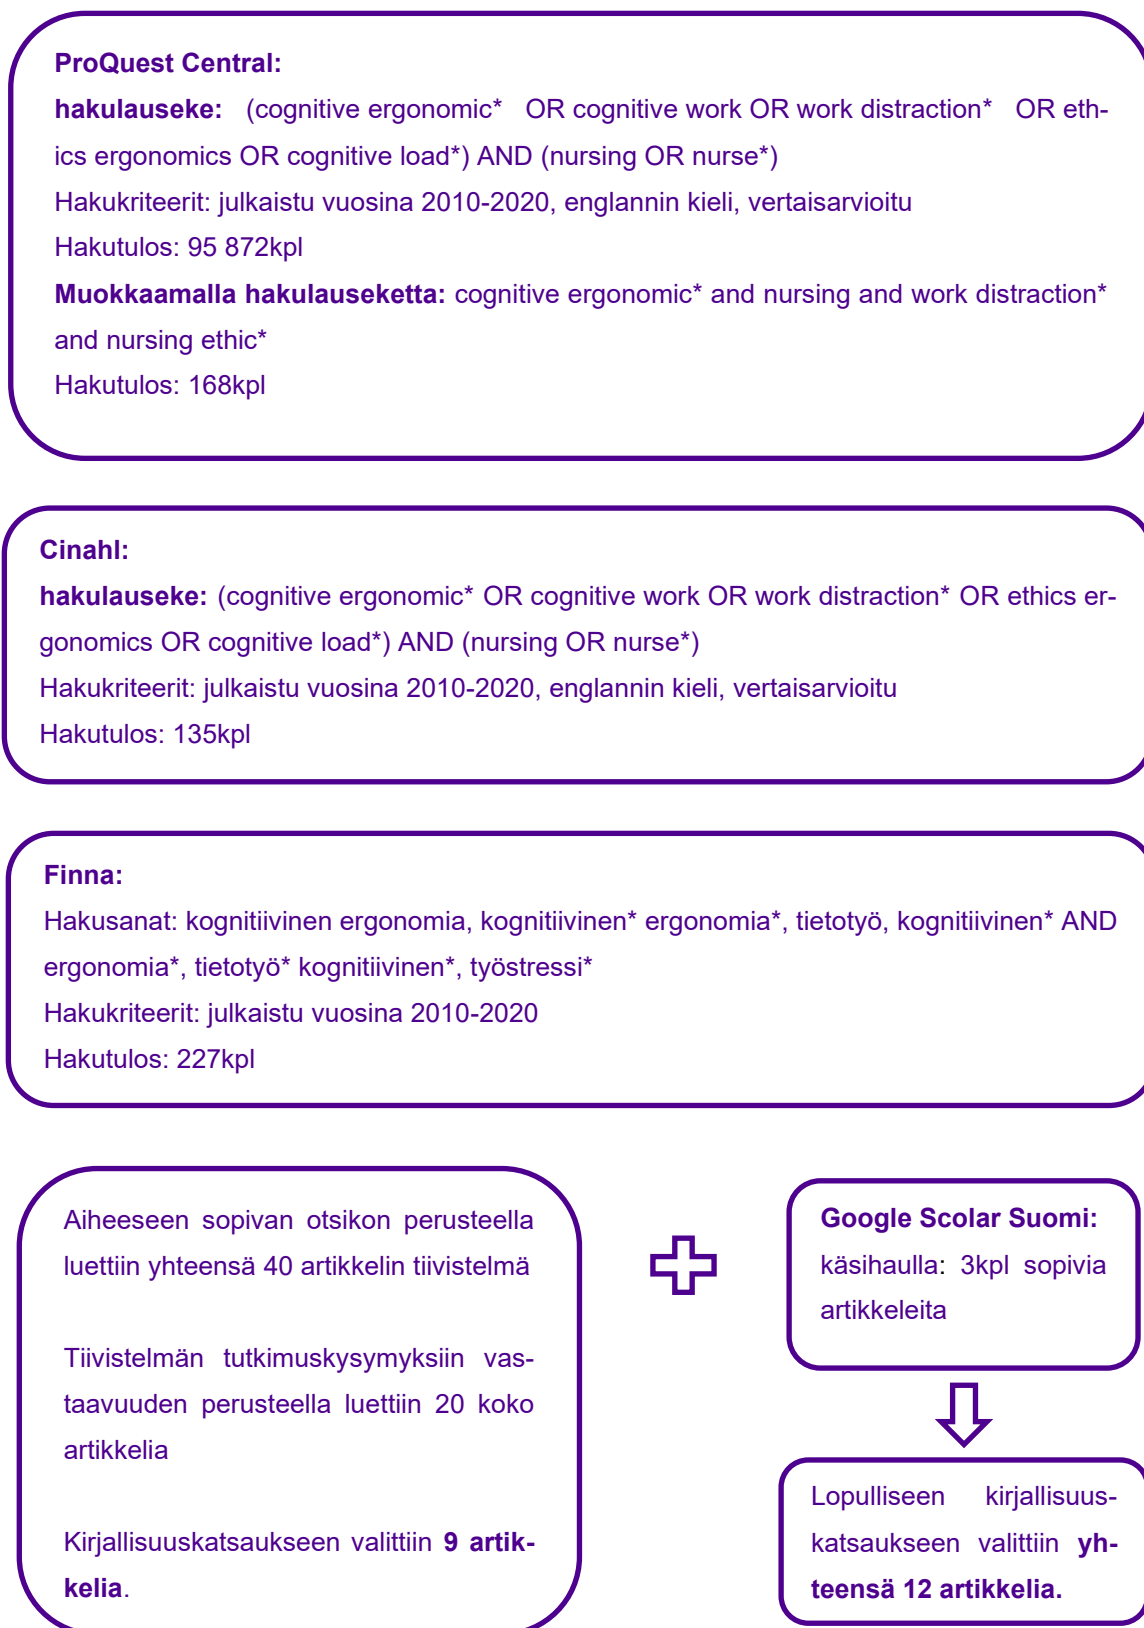 ProQuest Central:
hakulauseke: (cognitive ergonomic* OR cognitive work OR work distraction* OR eth-
ics ergonomics OR cognitive load*) AND (nursing OR nurse*)
Hakukriteerit: julkaistu vuosina 2010-2020, englannin kieli, vertaisarvioitu
Hakutulos: 95 872kpl
Muokkaamalla hakulauseketta: cognitive ergonomic* and nursing and work distraction*
and nursing ethic*
Hakutulos: 168kpl
Cinahl:
hakulauseke: (cognitive ergonomic* OR cognitive work OR work distraction* OR ethics er-
gonomics OR cognitive load*) AND (nursing OR nurse*)
Hakukriteerit: julkaistu vuosina 2010-2020, englannin kieli, vertaisarvioitu
Hakutulos: 135kpl
Finna:
Hakusanat: kognitiivinen ergonomia, kognitiivinen* ergonomia*, tietotyö, kognitiivinen* AND
ergonomia*, tietotyö* kognitiivinen*, työstressi*
Hakukriteerit: julkaistu vuosina 2010-2020
Hakutulos: 227kpl
Aiheeseen sopivan otsikon perusteella
luettiin yhteensä 40 artikkelin tiivistelmä
Tiivistelmän tutkimuskysymyksiin vas-
taavuuden perusteella luettiin 20 koko
artikkelia
Kirjallisuuskatsaukseen valittiin 9 artik-
kelia.
Google Scolar Suomi:
käsihaulla: 3kpl sopivia
artikkeleita
Lopulliseen kirjallisuus-
katsaukseen valittiin yh-
teensä 12 artikkelia.